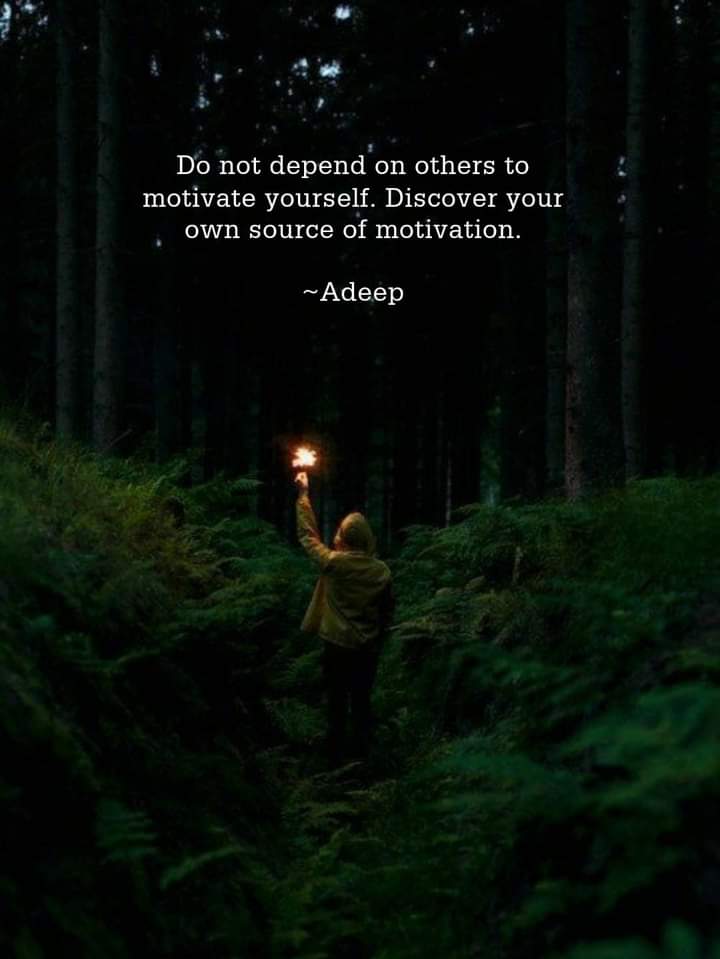 Do not depend on others to
motivate yourself. Discover your
own source of motivation.
~Adeep